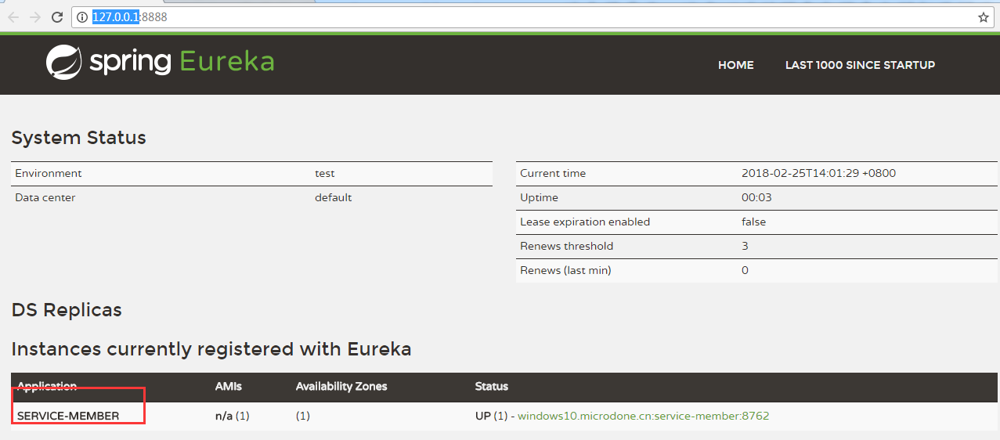 127.0.0.1:8888
spring Eureka
HOME LAST 1000 SINCE STARTUP
System Status
Environment test
Data center default
Current time 2018-02-25T14:01:29 +0800
Uptime 00:03
Lease expiration enabled false
Renews threshold 3
Renews (last min) 0
DS Replicas
Instances currently registered with Eureka
Application AMIs Availability Zones Status
SERVICE-MEMBER n/a (1) (1) UP (1) - windows10.microdone.cn:service-member:8762